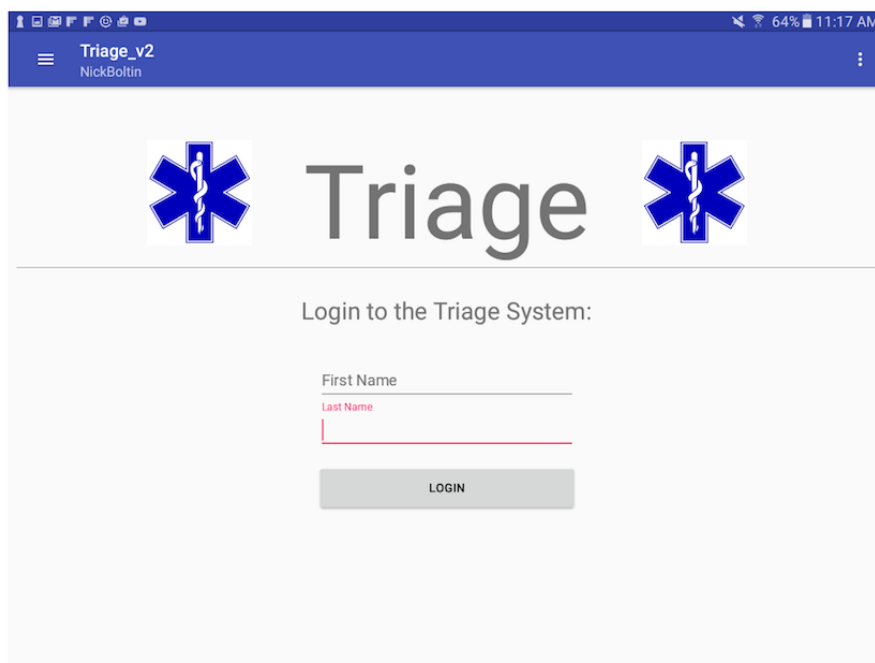 64% 11:17 AM
Triage_v2
NickBoltin
Triage
Login to the Triage System:
First Name
Last Name
LOGIN